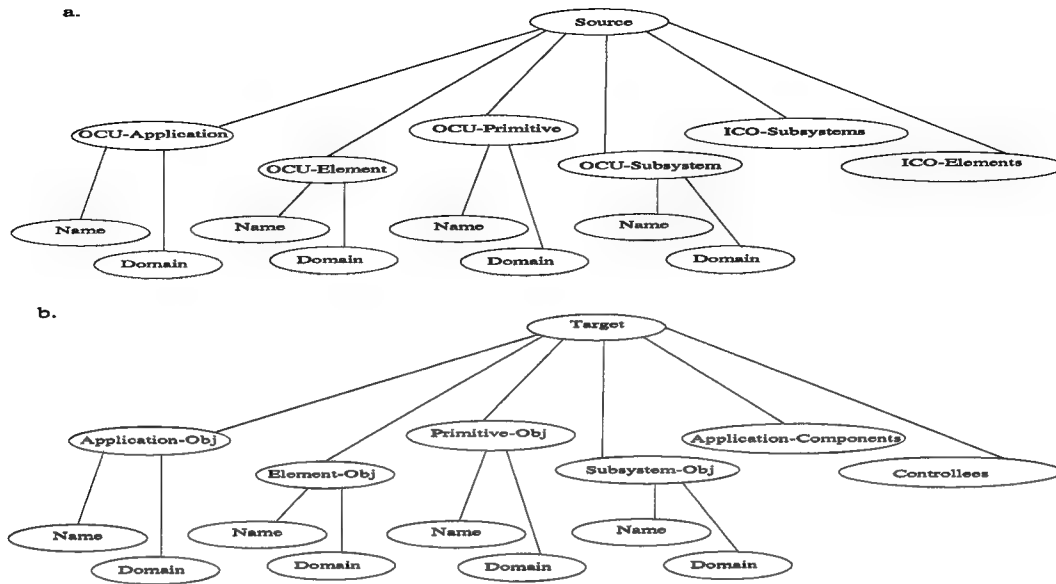 a.
Source
OCU-Application
OCU-Element
OCU-Primitive
OCU-Subsystem
ICO-Subsystems
ICO-Elements
Name
Domain
Name
Domain
Name
Domain
Name
Domain
b.
Target
Application-Obj
Element-Obj
Primitive-Obj
Subsystem-Obj
Application-Components
Controllees
Name
Domain
Name
Domain
Name
Domain
Name
Domain